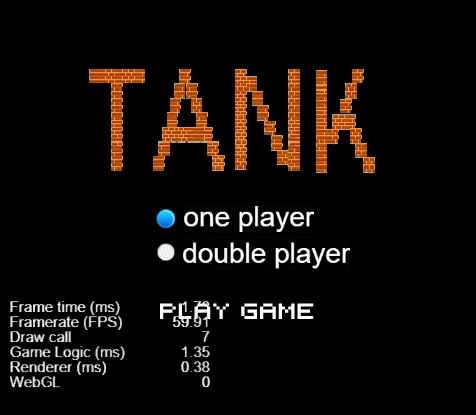 TANK
one player
double player
PLAY GAME
Frame time (ms)
Framerate (FPS) 59.91
Draw call 7
Game Logic (ms) 1.35
Renderer (ms) 0.38
WebGL 0